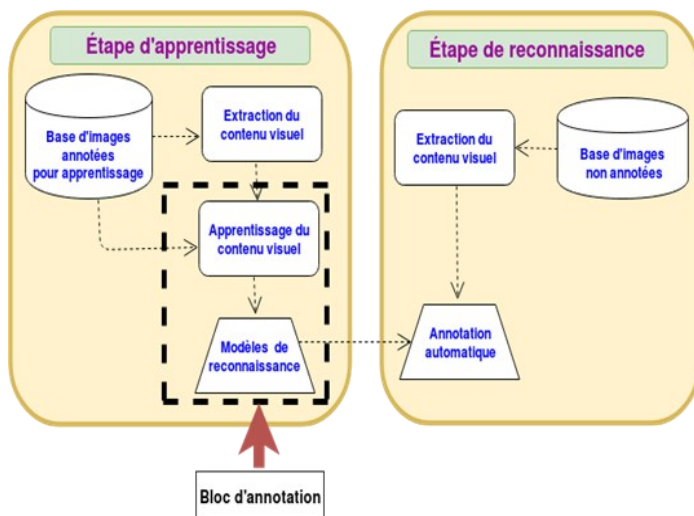 Étape d'apprentissage
Base d'images
annotées
pour apprentissage
Extraction du
contenu visuel
Apprentissage du
contenu visuel
Modèles de
reconnaissance
Bloc d'annotation
Étape de reconnaissance
Extraction du
contenu visuel
Base d'images
non annotées
Annotation
automatique